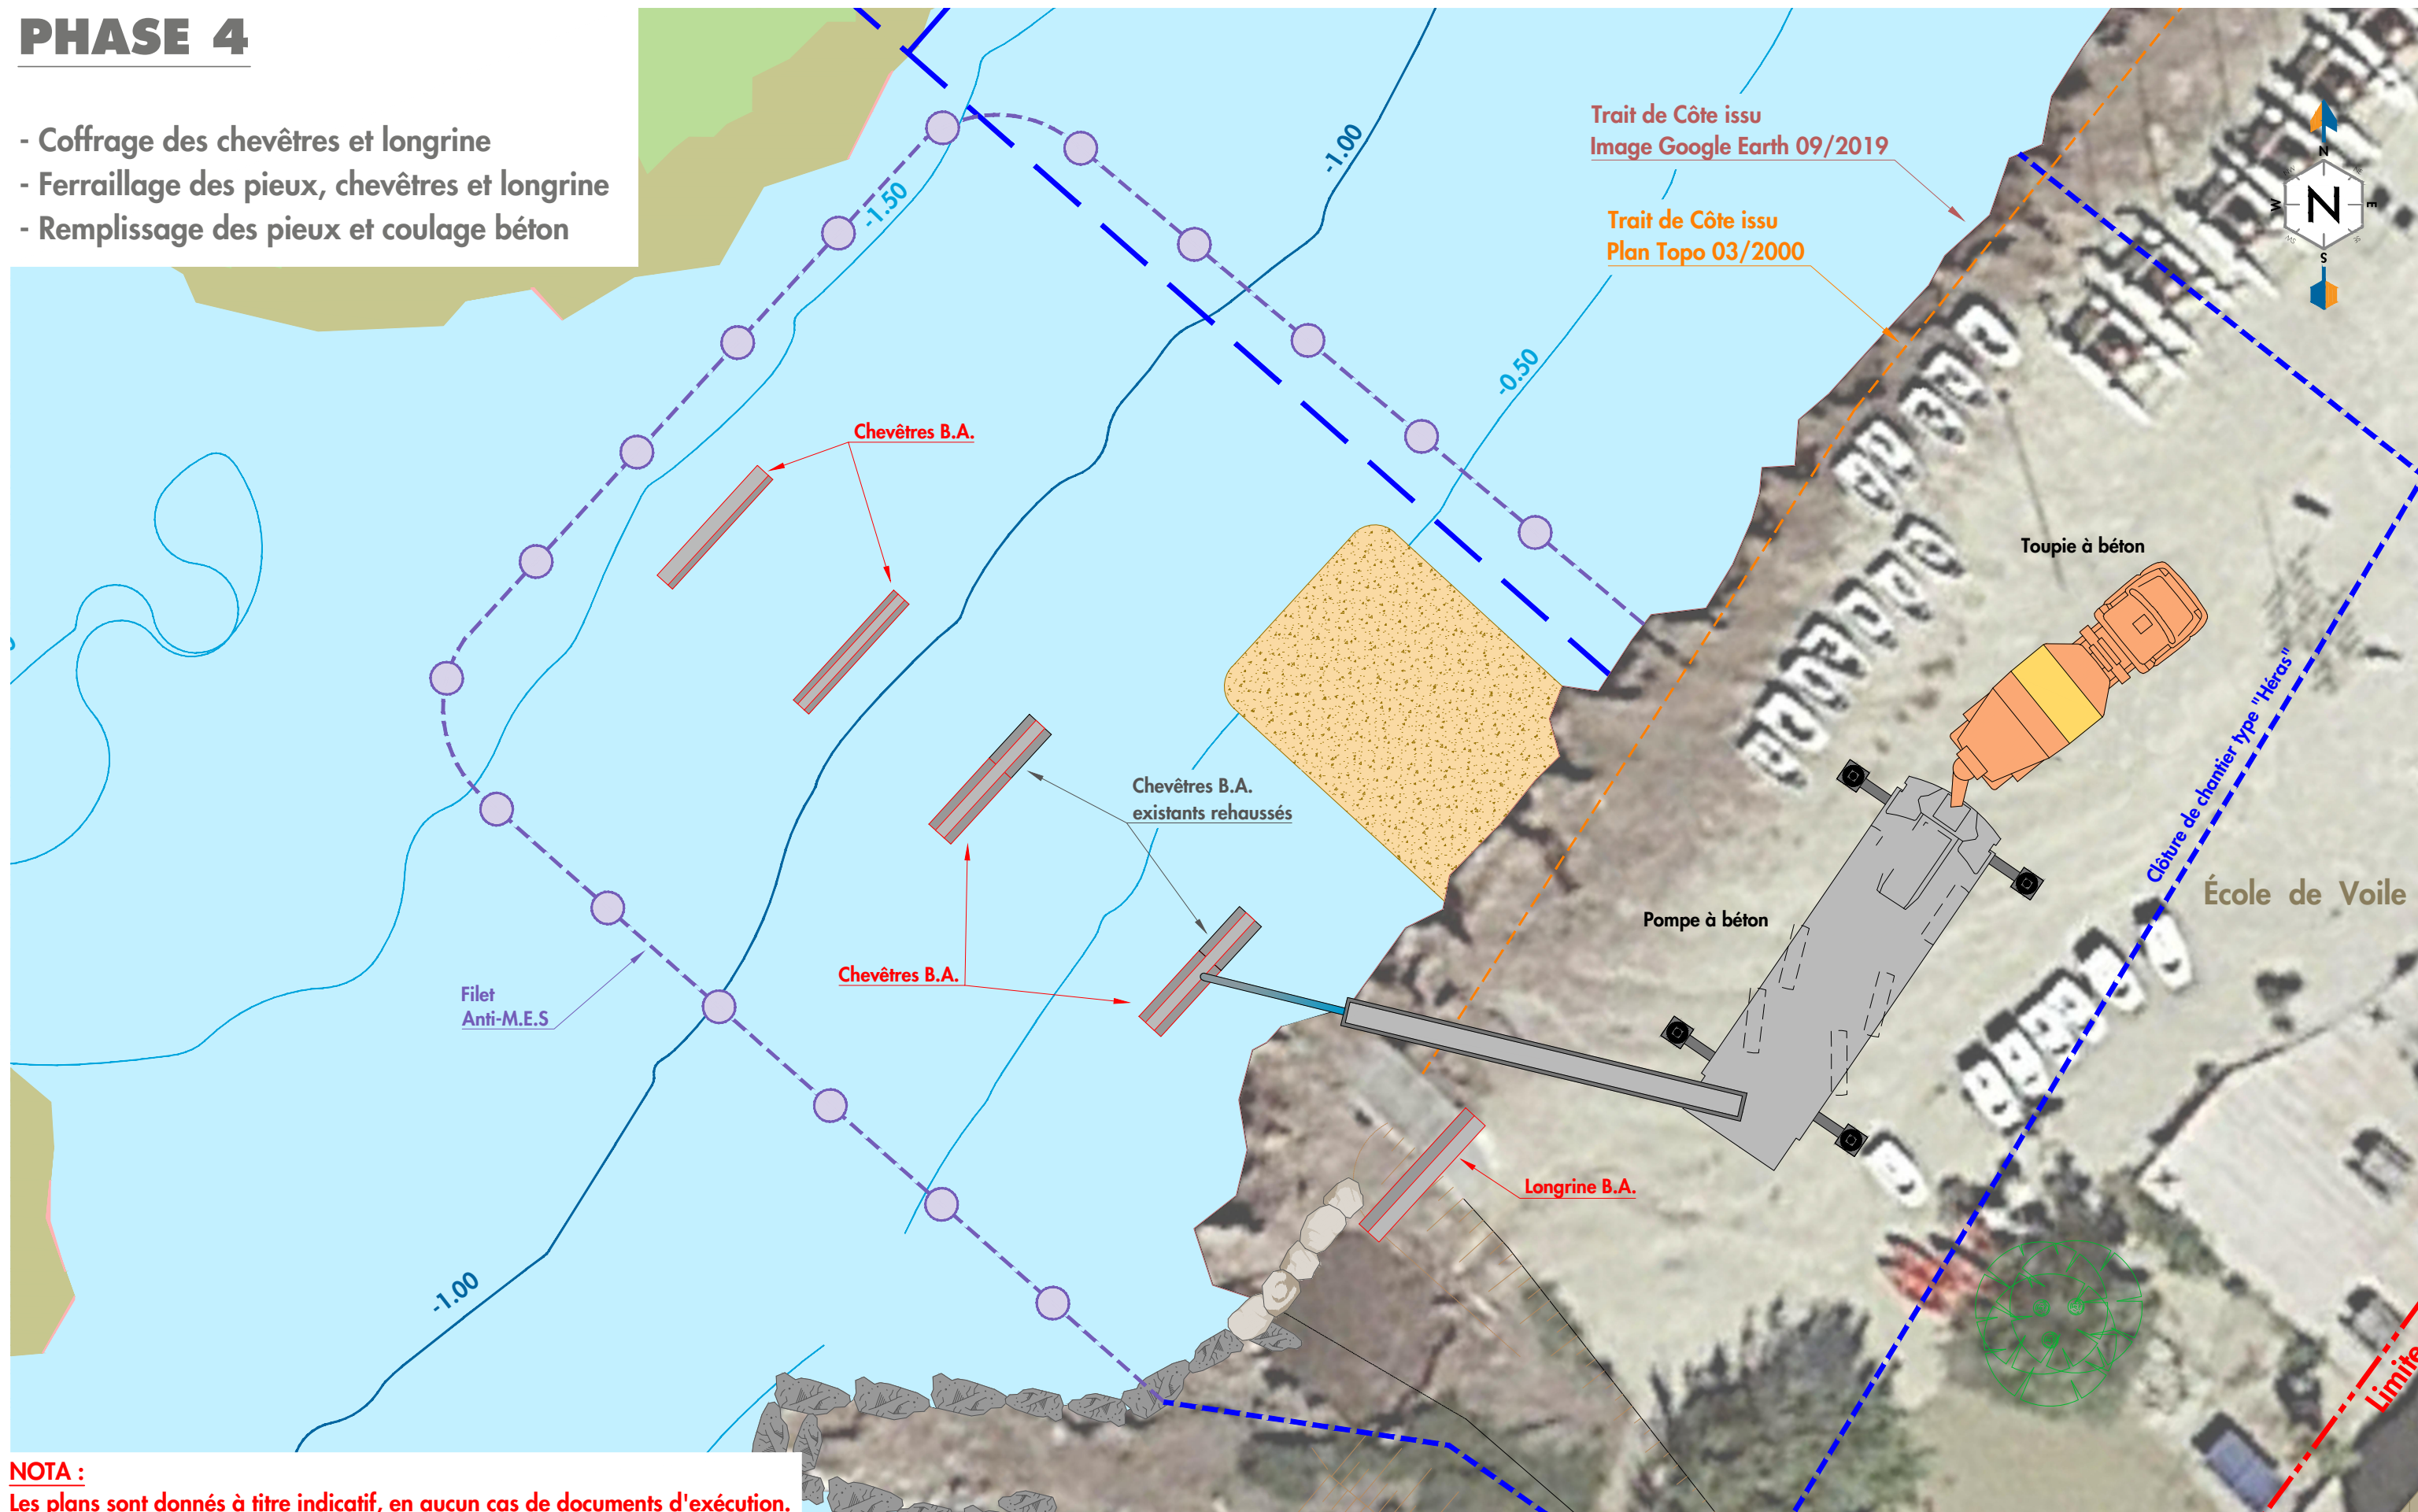 PHASE 4
- Coffrage des chevêtres et longrine
- Ferraillage des pieux, chevêtres et longrine
- Remplissage des pieux et coulage béton
Trait de Côte issu
Image Google Earth 09/2019
Trait de Côte issu
Plan Topo 03/2000
N
N
W
E
S
-1.00
-1.50
-0.50
Chevêtres B.A.
Toupie à béton
Clôture de chantier type "Héras"
Chevêtres B.A.
existants rehaussés
École de Voile
Pompe à béton
Chevêtres B.A.
Filet
Anti-M.E.S
Longrine B.A.
-1.00
Limite
NOTA :
Les plans sont donnés à titre indicatif, en aucun cas de documents d'exécution.